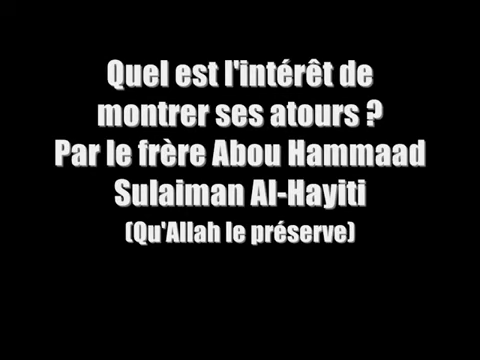 Quel est l'intérêt de
montrer ses atours ?
Par le frère Abou Hammaad
Sulaiman Al-Hayiti
(Qu'Allah le préserve)